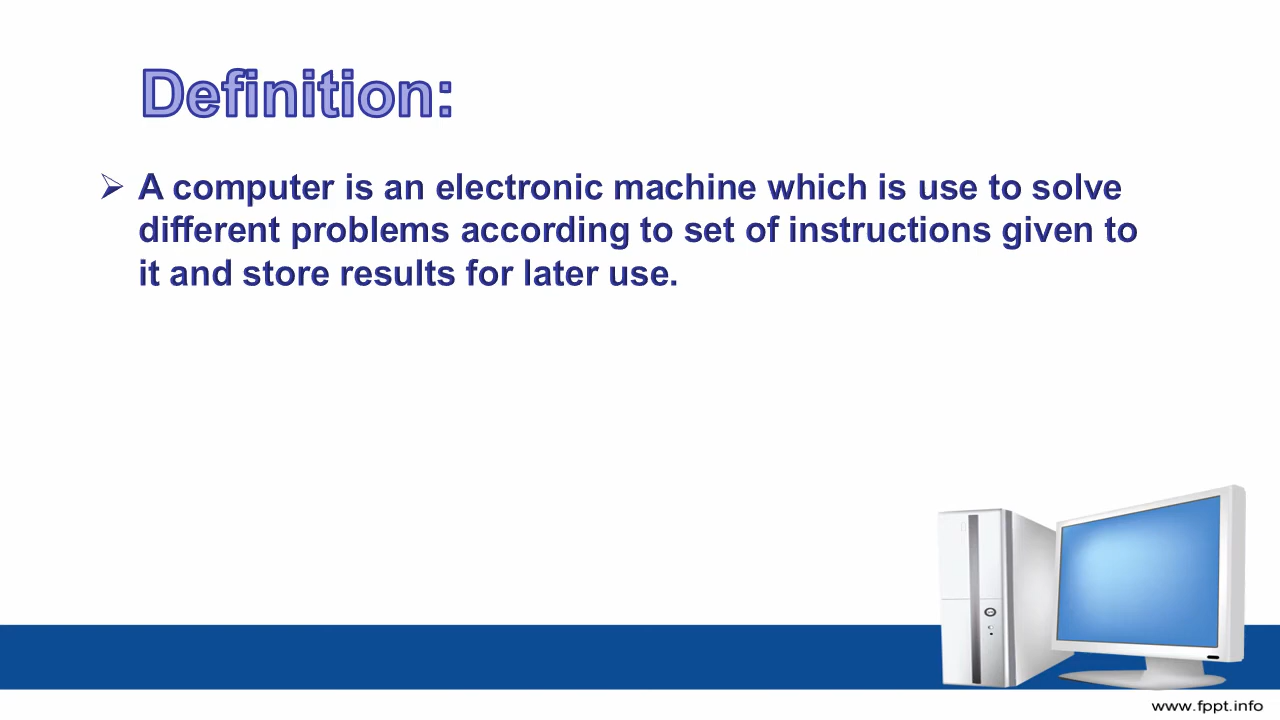 Definition:
➢ A computer is an electronic machine which is use to solve
different problems according to set of instructions given to
it and store results for later use.
www.fppt.info